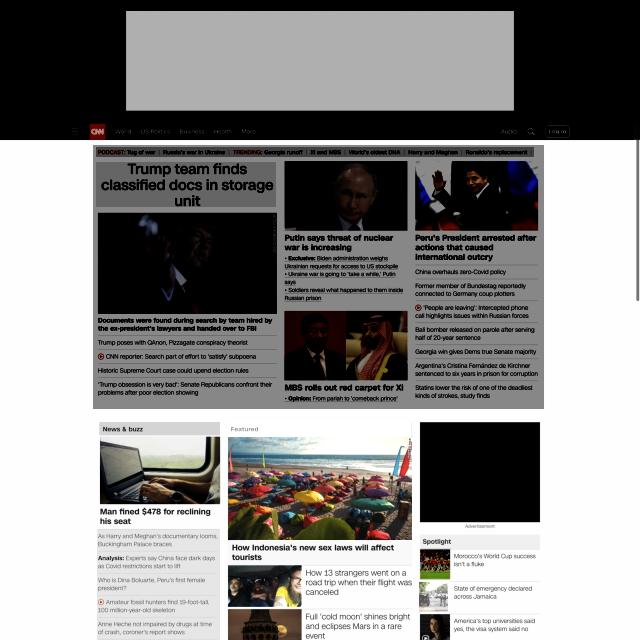 CNN World US Politics Business Health More Audio Log In
PODCAST: Tug of war | Russia's war in Ukraine | TRENDING: Georgia runoff | Xi and MBS | World's oldest DNA | Harry and Meghan | Ronaldo's replacement
Trump team finds
classified docs in storage
unit
Documents were found during search by team hired by
the ex-president's lawyers and handed over to FBI
Trump poses with QAnon, Pizzagate conspiracy theorist
CNN reporter: Search part of effort to 'satisfy' subpoena
Historic Supreme Court case could upend election rules
'Trump obsession is very bad': Senate Republicans confront their
problems after poor election showing
Putin says threat of nuclear
war is increasing
• Exclusive: Biden administration weighs
Ukrainian requests for access to US stockpile
• Ukraine war is going to 'take a while,' Putin
says
• Soldiers reveal what happened to them inside
Russian prison
MBS rolls out red carpet for Xi
• Opinion: From pariah to 'comeback prince'
Peru's President arrested after
actions that caused
international outcry
China overhauls zero-Covid policy
Former member of Bundestag reportedly
connected to Germany coup plotters
'People are leaving': Intercepted phone
call highlights issues within Russian forces
Bali bomber released on parole after serving
half of 20-year sentence
Georgia win gives Dems true Senate majority
Argentina's Cristina Fernández de Kirchner
sentenced to six years in prison for corruption
Statins lower the risk of one of the deadliest
kinds of strokes, study finds
News & buzz
Man fined $478 for reclining
his seat
As Harry and Meghan's documentary looms,
Buckingham Palace braces
Analysis: Experts say China face dark days
as Covid restrictions start to lift
Who is Dina Boluarte, Peru's first female
president?
Amateur fossil hunters find 19-foot-tall,
100 million-year-old skeleton
Anne Heche not impaired by drugs at time
of crash, coroner's report shows
Featured
How Indonesia's new sex laws will affect
tourists
How 13 strangers went on a
road trip when their flight was
canceled
Full 'cold moon' shines bright
and eclipses Mars in a rare
event
Advertisement
Spotlight
Morocco's World Cup success
isn't a fluke
State of emergency declared
across Jamaica
America's top universities said
yes, the visa system said no